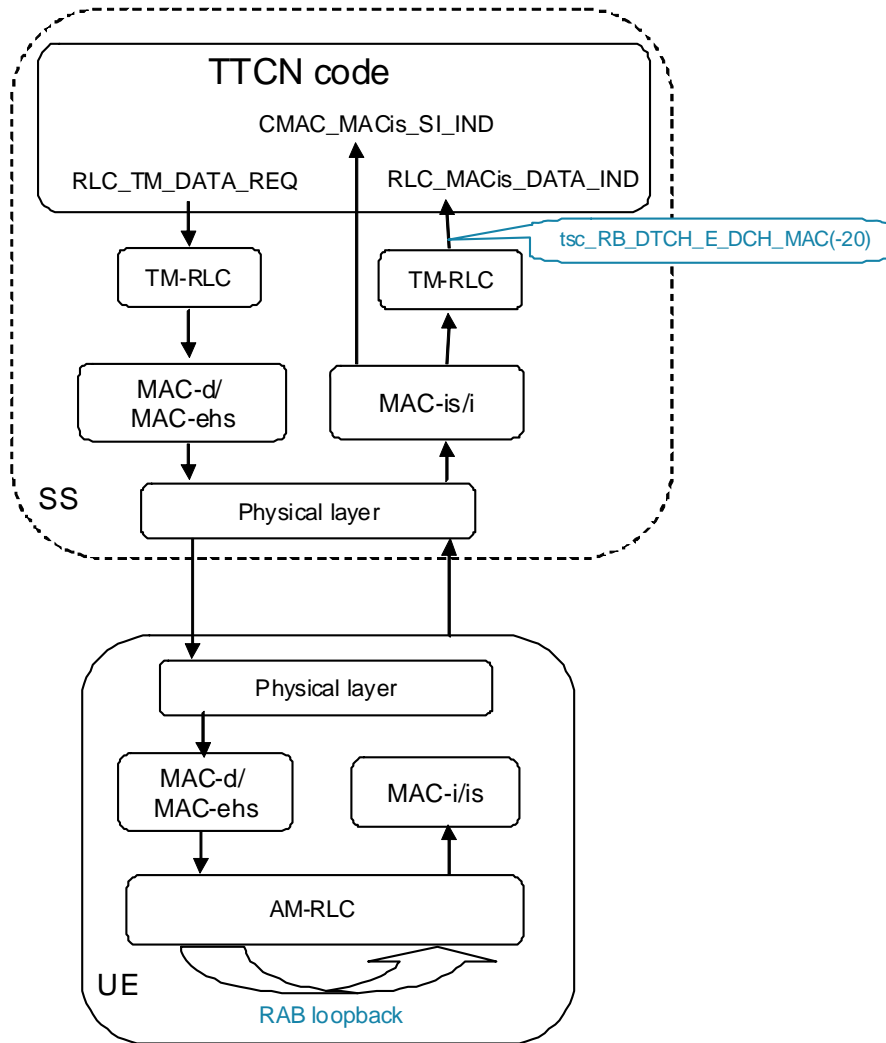 TTCN code
CMAC_MACis_SI_IND
RLC_TM_DATA_REQ
RLC_MACis_DATA_IND
tsc_RB_DTCH_E_DCH_MAC(-20)
TM-RLC
TM-RLC
MAC-d/
MAC-ehs
MAC-is/i
SS
Physical layer
Physical layer
MAC-d/
MAC-ehs
MAC-i/is
AM-RLC
UE
RAB loopback